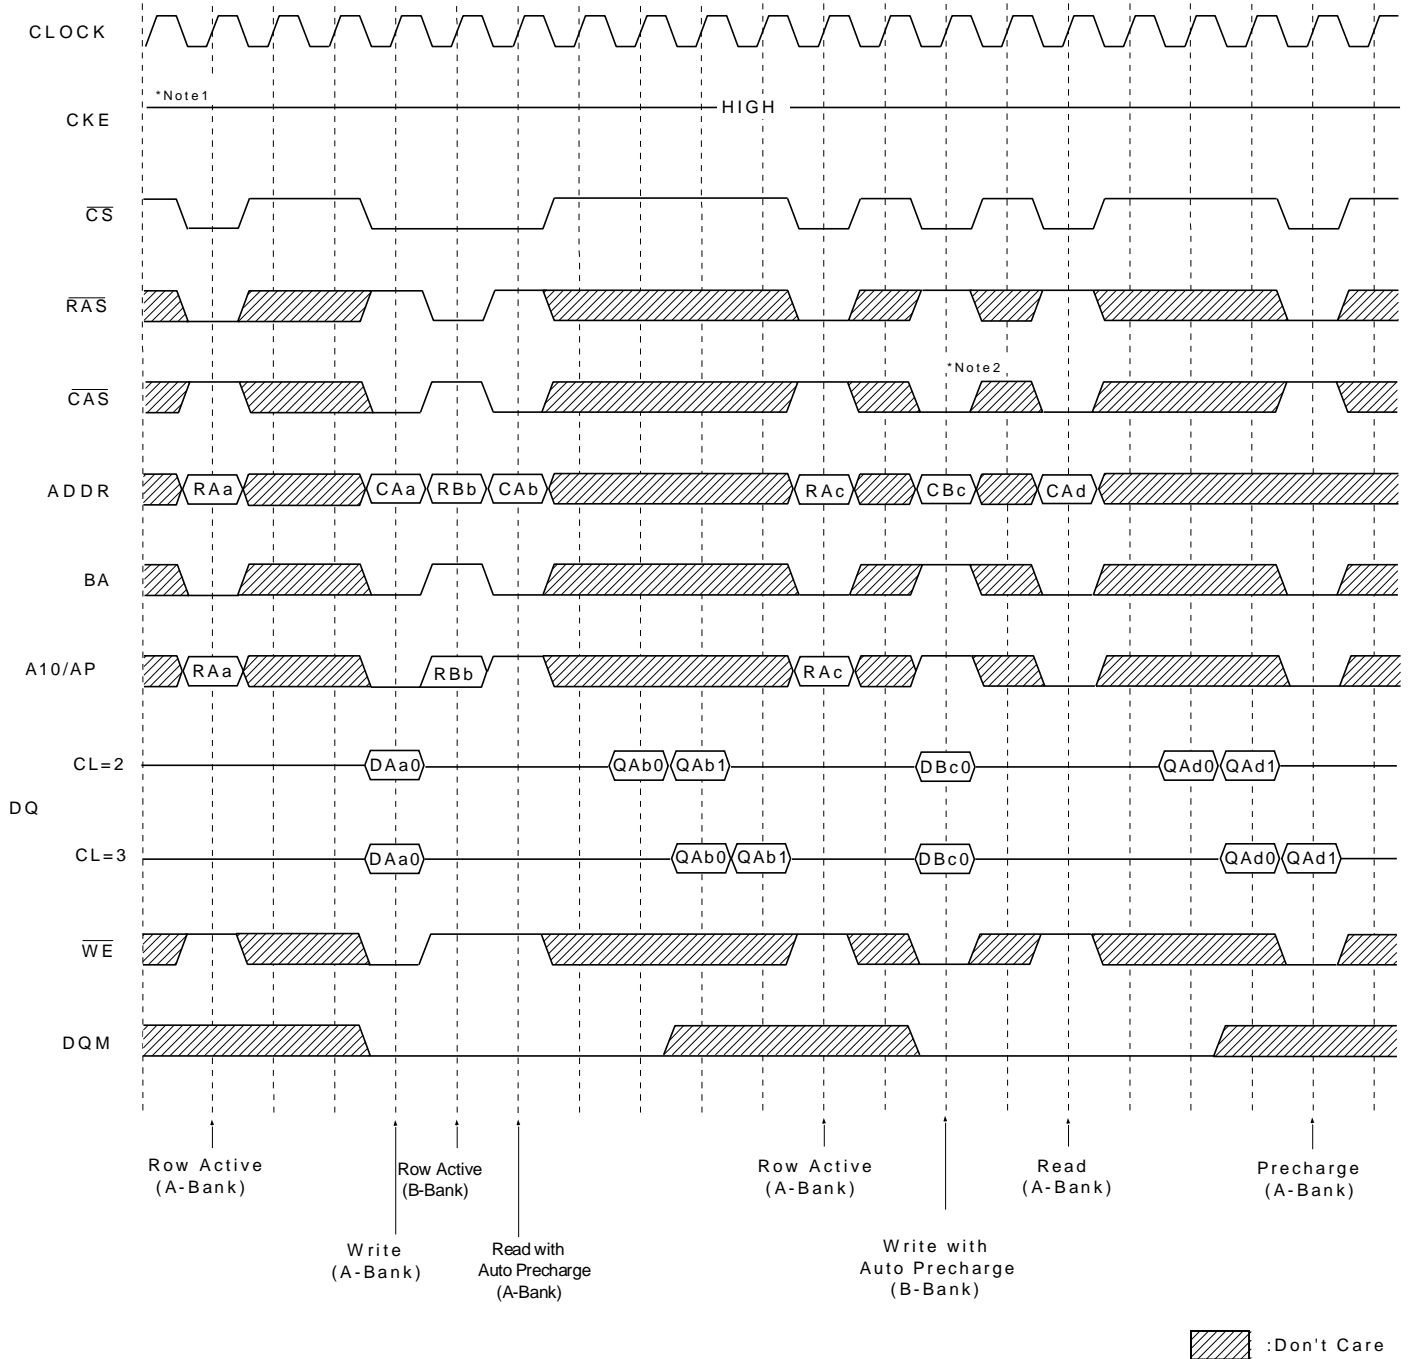 CLOCK
*Note1
CKE
HIGH
CS
RAS
*Note2
CAS
ADDR RAa CAa RBb CAb RAc CBc CAd
BA
A10/AP RAa RBb RAc
CL=2 DAa0 QAb0 QAb1 DBc0 QAd0 QAd1
DQ
CL=3 DAa0 QAb0 QAb1 DBc0 QAd0 QAd1
WE
DQM
Row Active
(A-Bank)
Row Active
(B-Bank)
Row Active
(A-Bank)
Read
(A-Bank)
Precharge
(A-Bank)
Write
(A-Bank)
Read with
Auto Precharge
(A-Bank)
Write with
Auto Precharge
(B-Bank)
:Don't Care